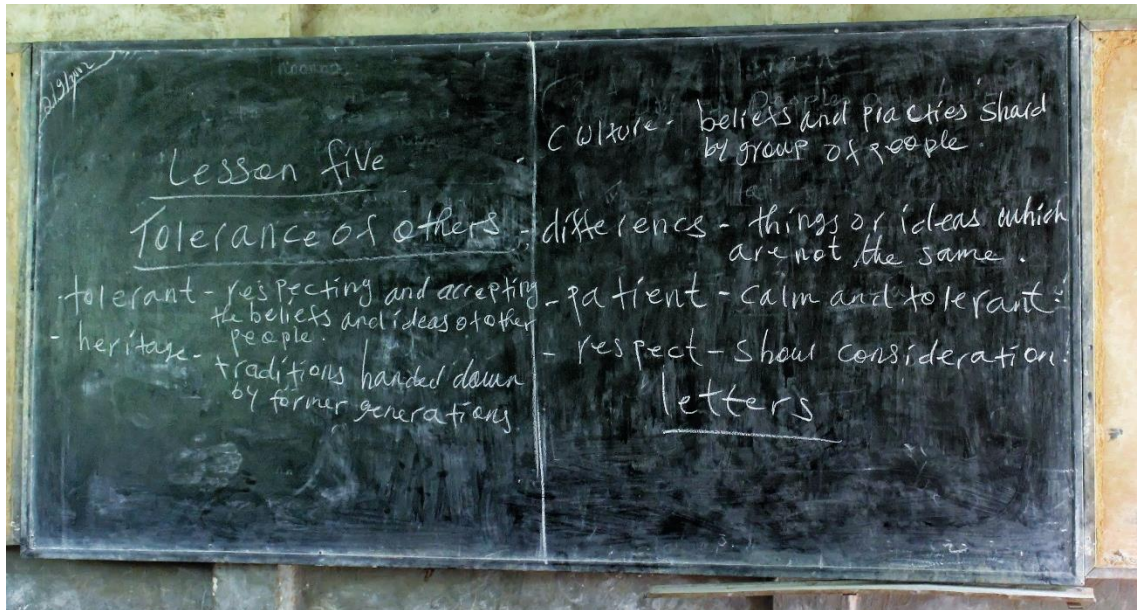 Lesson five
Tolerance of others
- tolerant - respecting and accepting
the beliefs and ideas of other
people.
- heritage - traditions handed down
by former generations
- Culture - beliefs and practies shard
by group of people.
- differencs - things or ideas which
are not the same.
- patient - calm and tolerant.
- respect - show consideration.
letters